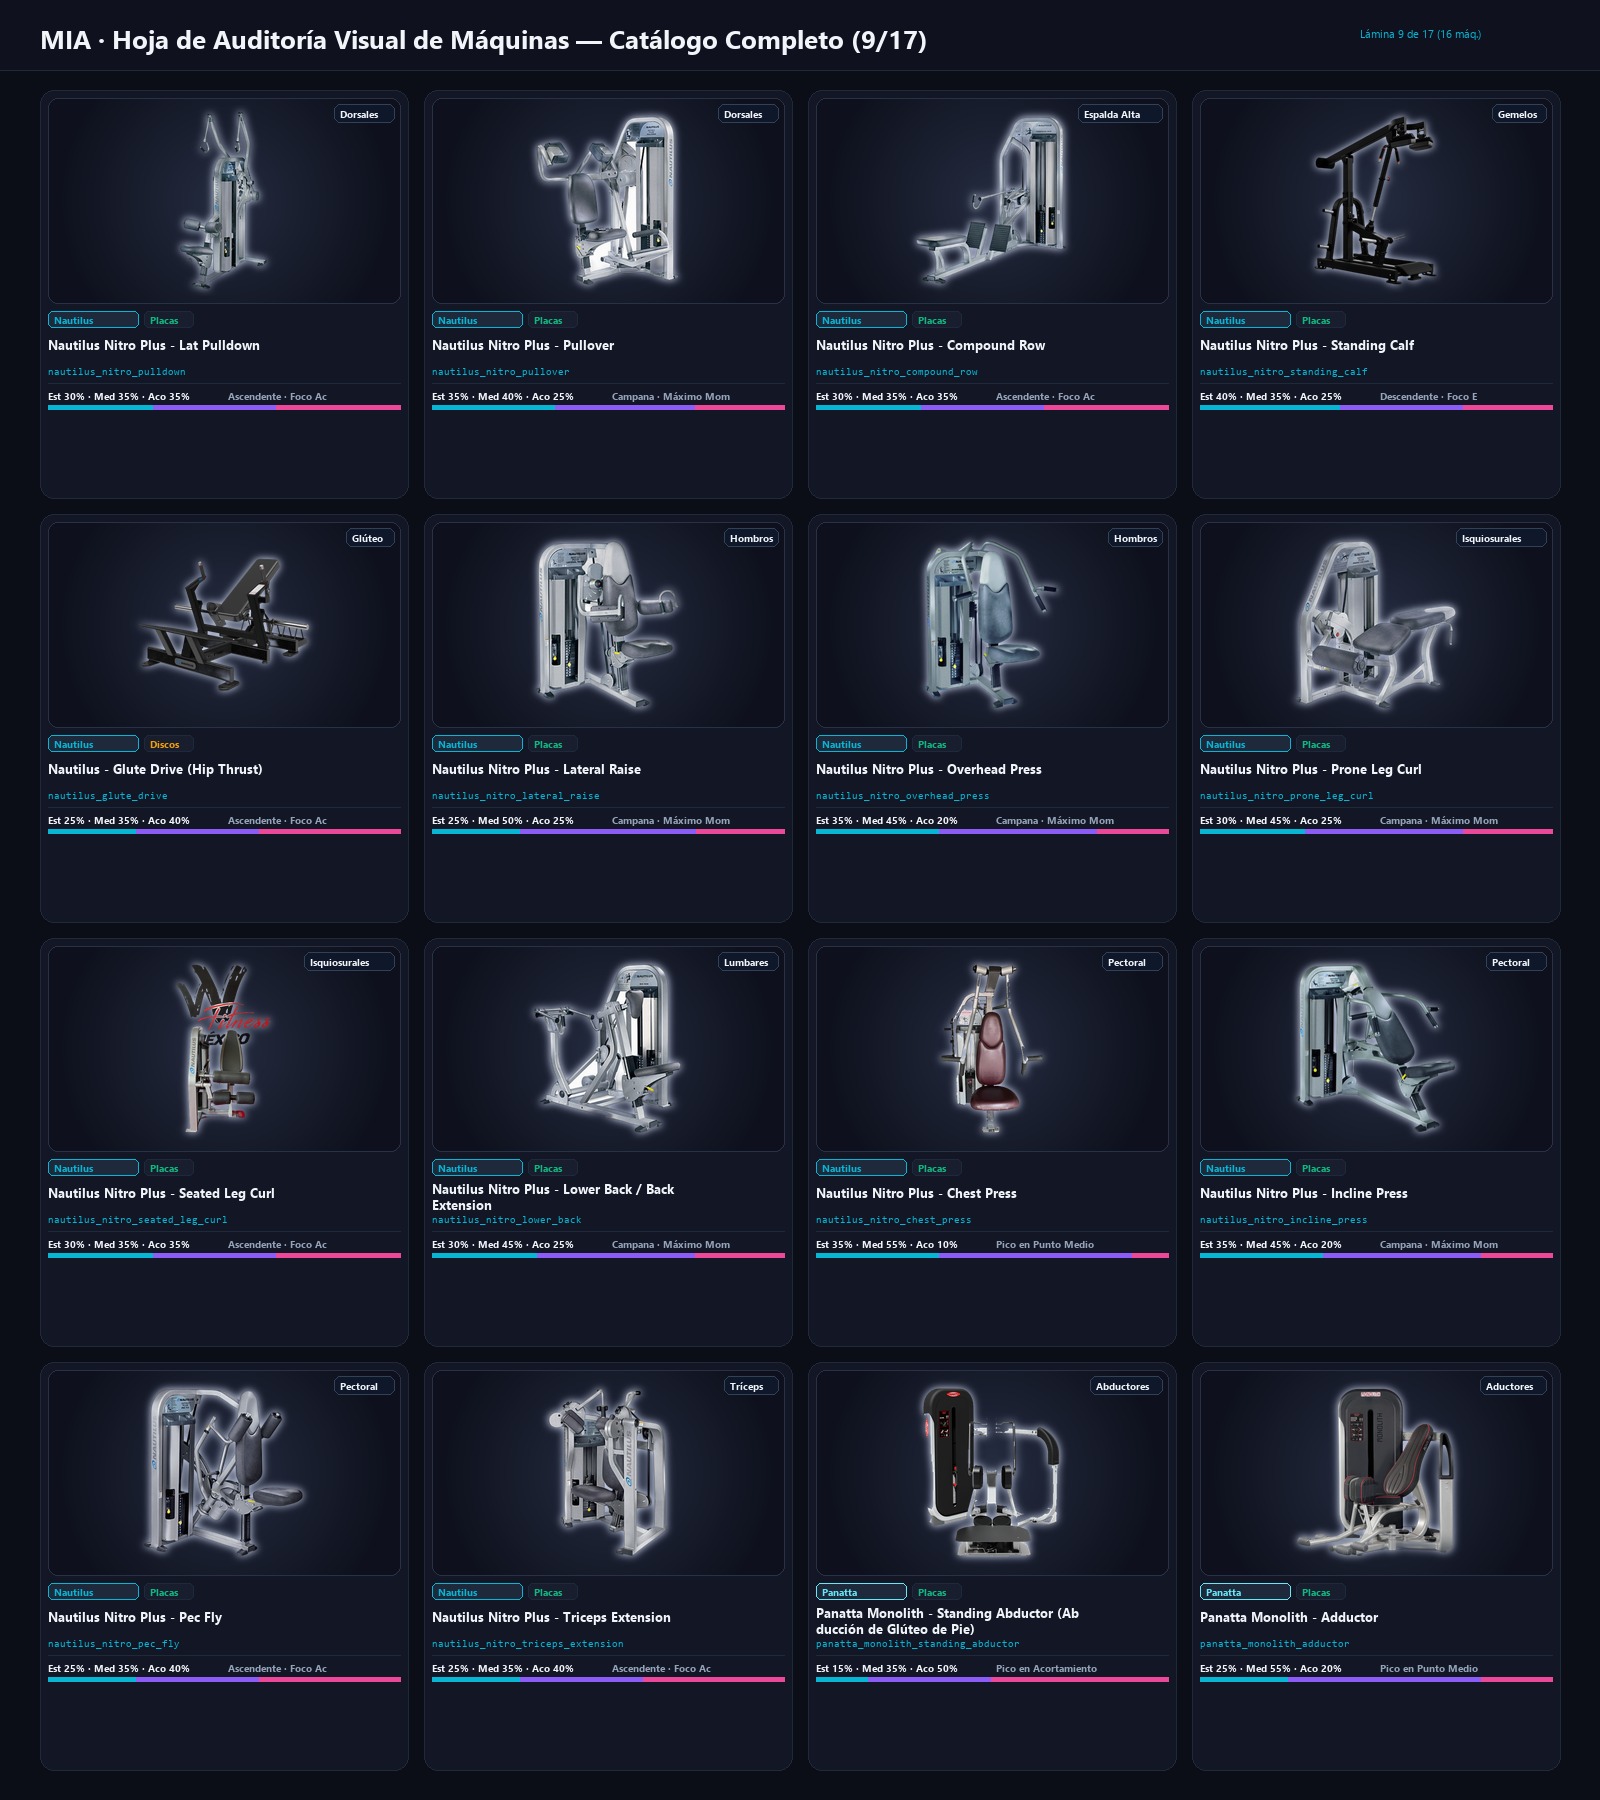 MIA · Hoja de Auditoría Visual de Máquinas — Catálogo Completo (9/17)
Lámina 9 de 17 (16 máq.)
Dorsales
Nautilus
Placas
Nautilus Nitro Plus - Lat Pulldown
nautilus_nitro_pulldown
Est 30% · Med 35% · Aco 35%
Ascendente · Foco Ac
Dorsales
Nautilus
Placas
Nautilus Nitro Plus - Pullover
nautilus_nitro_pullover
Est 35% · Med 40% · Aco 25%
Campana · Máximo Mom
Espalda Alta
Nautilus
Placas
Nautilus Nitro Plus - Compound Row
nautilus_nitro_compound_row
Est 30% · Med 35% · Aco 35%
Ascendente · Foco Ac
Gemelos
Nautilus
Placas
Nautilus Nitro Plus - Standing Calf
nautilus_nitro_standing_calf
Est 40% · Med 35% · Aco 25%
Descendente · Foco E
Glúteo
Nautilus
Discos
Nautilus - Glute Drive (Hip Thrust)
nautilus_glute_drive
Est 25% · Med 35% · Aco 40%
Ascendente · Foco Ac
Hombros
Nautilus
Placas
Nautilus Nitro Plus - Lateral Raise
nautilus_nitro_lateral_raise
Est 25% · Med 50% · Aco 25%
Campana · Máximo Mom
Hombros
Nautilus
Placas
Nautilus Nitro Plus - Overhead Press
nautilus_nitro_overhead_press
Est 35% · Med 45% · Aco 20%
Campana · Máximo Mom
Isquiosurales
Nautilus
Placas
Nautilus Nitro Plus - Prone Leg Curl
nautilus_nitro_prone_leg_curl
Est 30% · Med 45% · Aco 25%
Campana · Máximo Mom
Isquiosurales
Fitness
Nautilus
Placas
Nautilus Nitro Plus - Seated Leg Curl
nautilus_nitro_seated_leg_curl
Est 30% · Med 35% · Aco 35%
Ascendente · Foco Ac
Lumbares
Nautilus
Placas
Nautilus Nitro Plus - Lower Back / Back
Extension
nautilus_nitro_lower_back
Est 30% · Med 45% · Aco 25%
Campana · Máximo Mom
Pectoral
Nautilus
Placas
Nautilus Nitro Plus - Chest Press
nautilus_nitro_chest_press
Est 35% · Med 55% · Aco 10%
Pico en Punto Medio
Pectoral
Nautilus
Placas
Nautilus Nitro Plus - Incline Press
nautilus_nitro_incline_press
Est 35% · Med 45% · Aco 20%
Campana · Máximo Mom
Pectoral
Nautilus
Placas
Nautilus Nitro Plus - Pec Fly
nautilus_nitro_pec_fly
Est 25% · Med 35% · Aco 40%
Ascendente · Foco Ac
Tríceps
NAUTILUS
Nautilus
Placas
Nautilus Nitro Plus - Triceps Extension
nautilus_nitro_triceps_extension
Est 25% · Med 35% · Aco 40%
Ascendente · Foco Ac
Abductores
Panatta
Placas
Panatta Monolith - Standing Abductor (Ab
ducción de Glúteo de Pie)
panatta_monolith_standing_abductor
Est 15% · Med 35% · Aco 50%
Pico en Acortamiento
Aductores
MONOLITH
Panatta
Placas
Panatta Monolith - Adductor
panatta_monolith_adductor
Est 25% · Med 55% · Aco 20%
Pico en Punto Medio